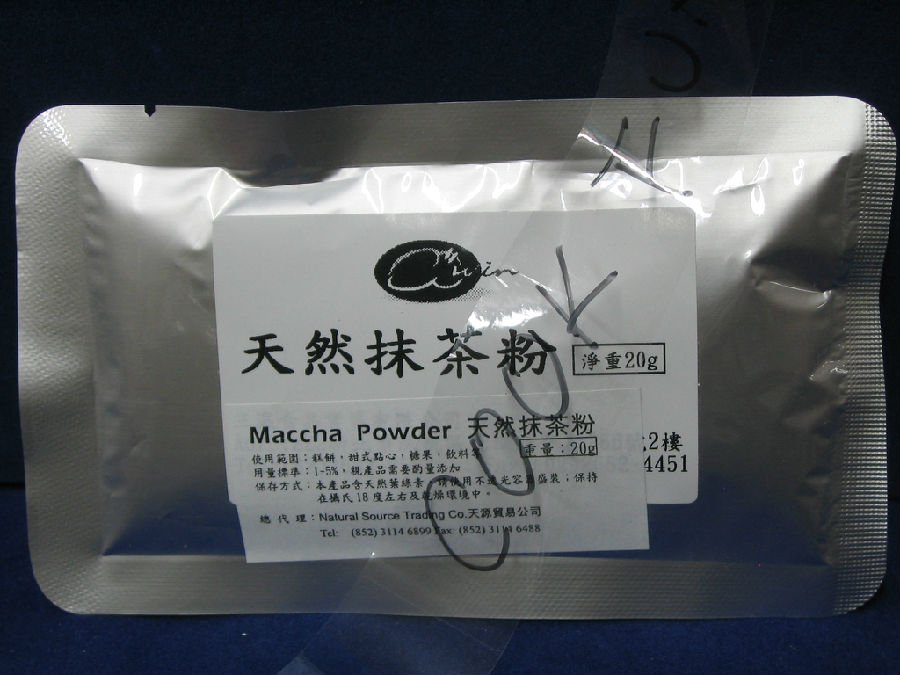 天然抹茶粉 淨重20g
2樓
4451
Maccha Powder 天然抹茶粉
重量：20g
使用範圍：糕餅，甜式點心，糖果，飲料等
用量標準：1-5%，視產品需要酌量添加
保存方式：本產品含天然葉綠素，請使用不透光容器盛裝；保持
在攝氏18度左右及乾燥環境中。
總代理：Natural Source Trading Co.天源貿易公司
Tel: (852) 3114 6899 Fax: (852) 3114 6488
COOK